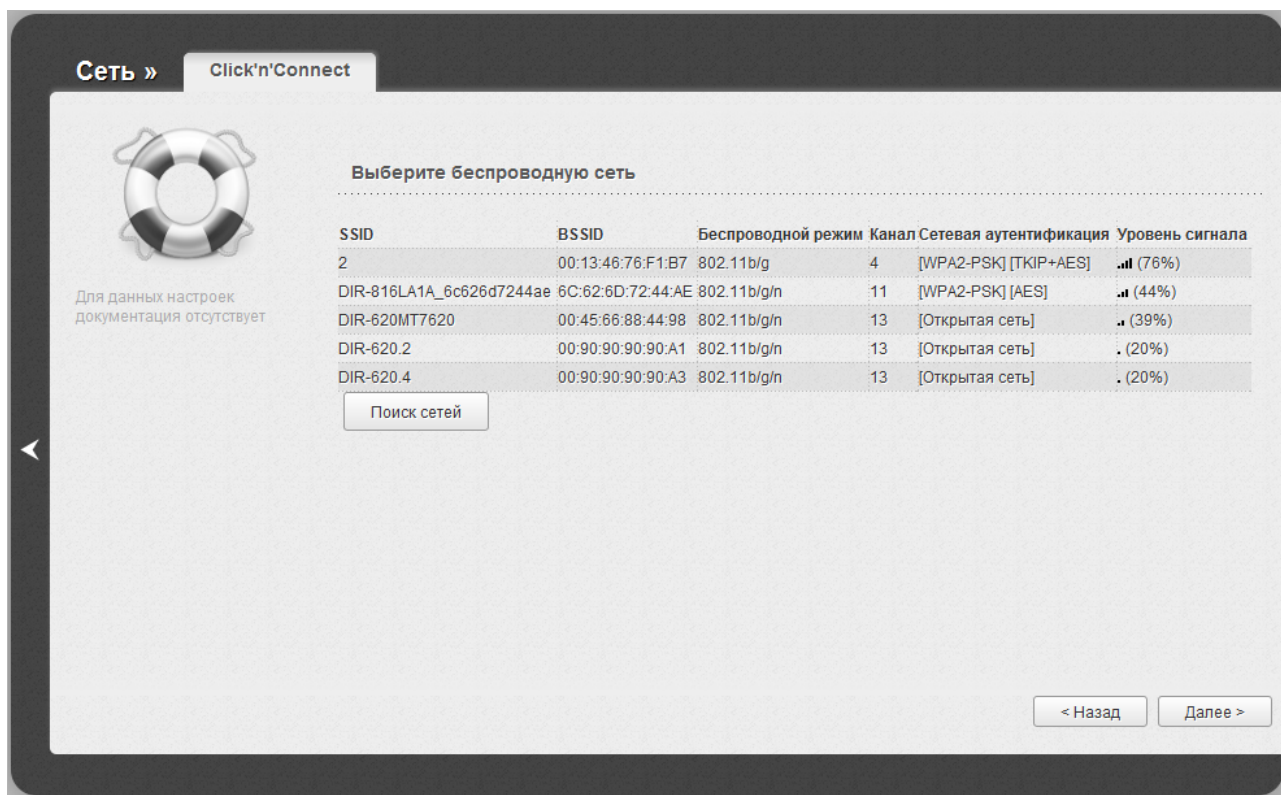 Сеть »
Click'n'Connect
Для данных настроек
документация отсутствует
Выберите беспроводную сеть
SSID BSSID Беспроводной режим Канал Сетевая аутентификация Уровень сигнала
2 00:13:46:76:F1:B7 802.11b/g 4 [WPA2-PSK] [TKIP+AES] (76%)
DIR-816LA1A_6c626d7244ae 6C:62:6D:72:44:AE 802.11b/g/n 11 [WPA2-PSK] [AES] (44%)
DIR-620MT7620 00:45:66:88:44:98 802.11b/g/n 13 [Открытая сеть] (39%)
DIR-620.2 00:90:90:90:90:A1 802.11b/g/n 13 [Открытая сеть] (20%)
DIR-620.4 00:90:90:90:90:A3 802.11b/g/n 13 [Открытая сеть] (20%)
Поиск сетей
< Назад
Далее >